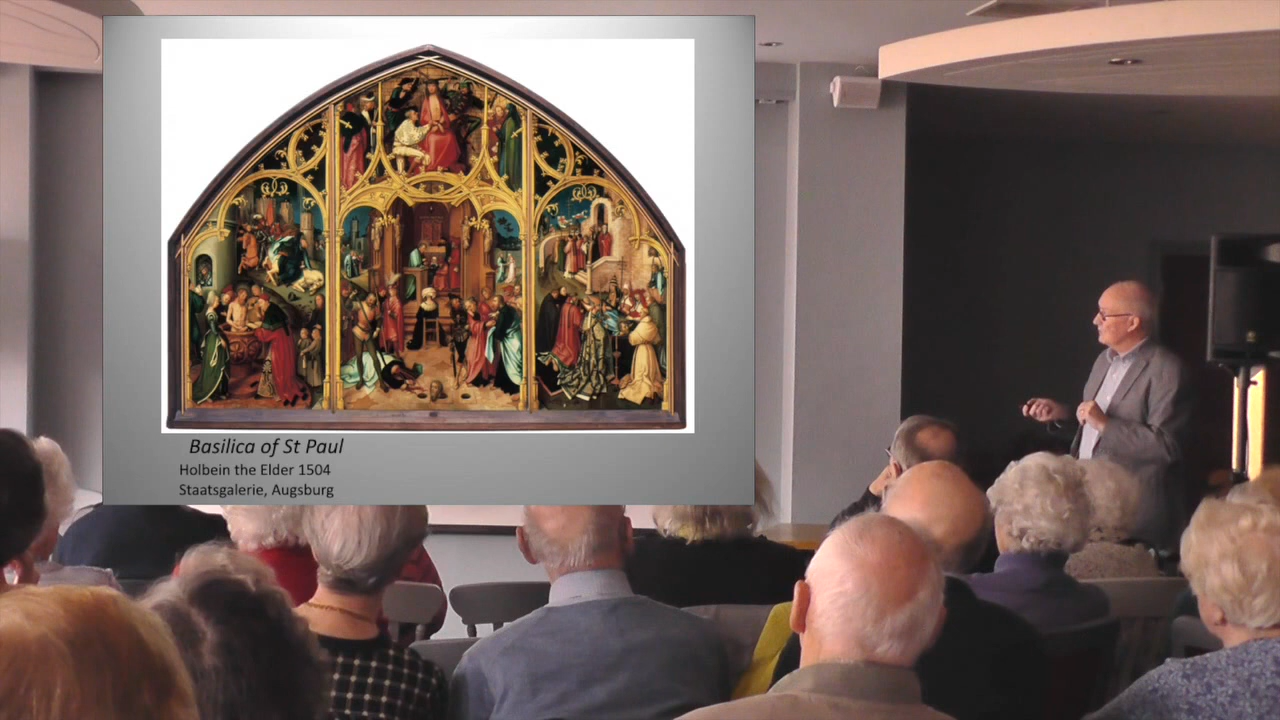 Basilica of St Paul
Holbein the Elder 1504
Staatsgalerie, Augsburg